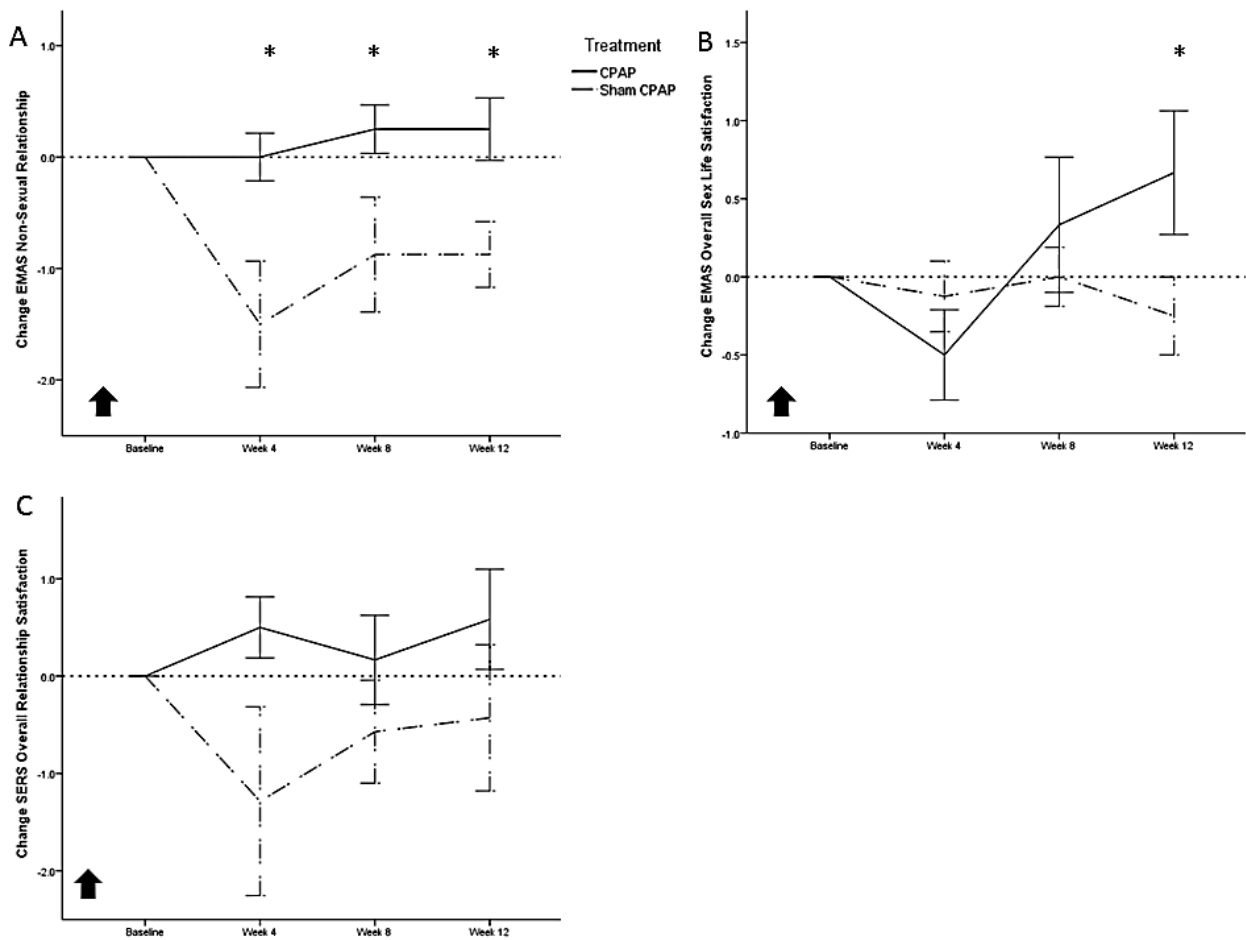 A
Change EMAS Non-Sexual Relationship
1.0
0.0
-1.0
-2.0
* * *
Baseline Week 4 Week 8 Week 12
Treatment
CPAP
Sham CPAP
B
Change EMAS Overall Sex Life Satisfaction
1.5
1.0
0.5
0.0
-0.5
-1.0
*
Baseline Week 4 Week 8 Week 12
C
Change SERS Overall Relationship Satisfaction
1.0
0.0
-1.0
-2.0
Baseline Week 4 Week 8 Week 12